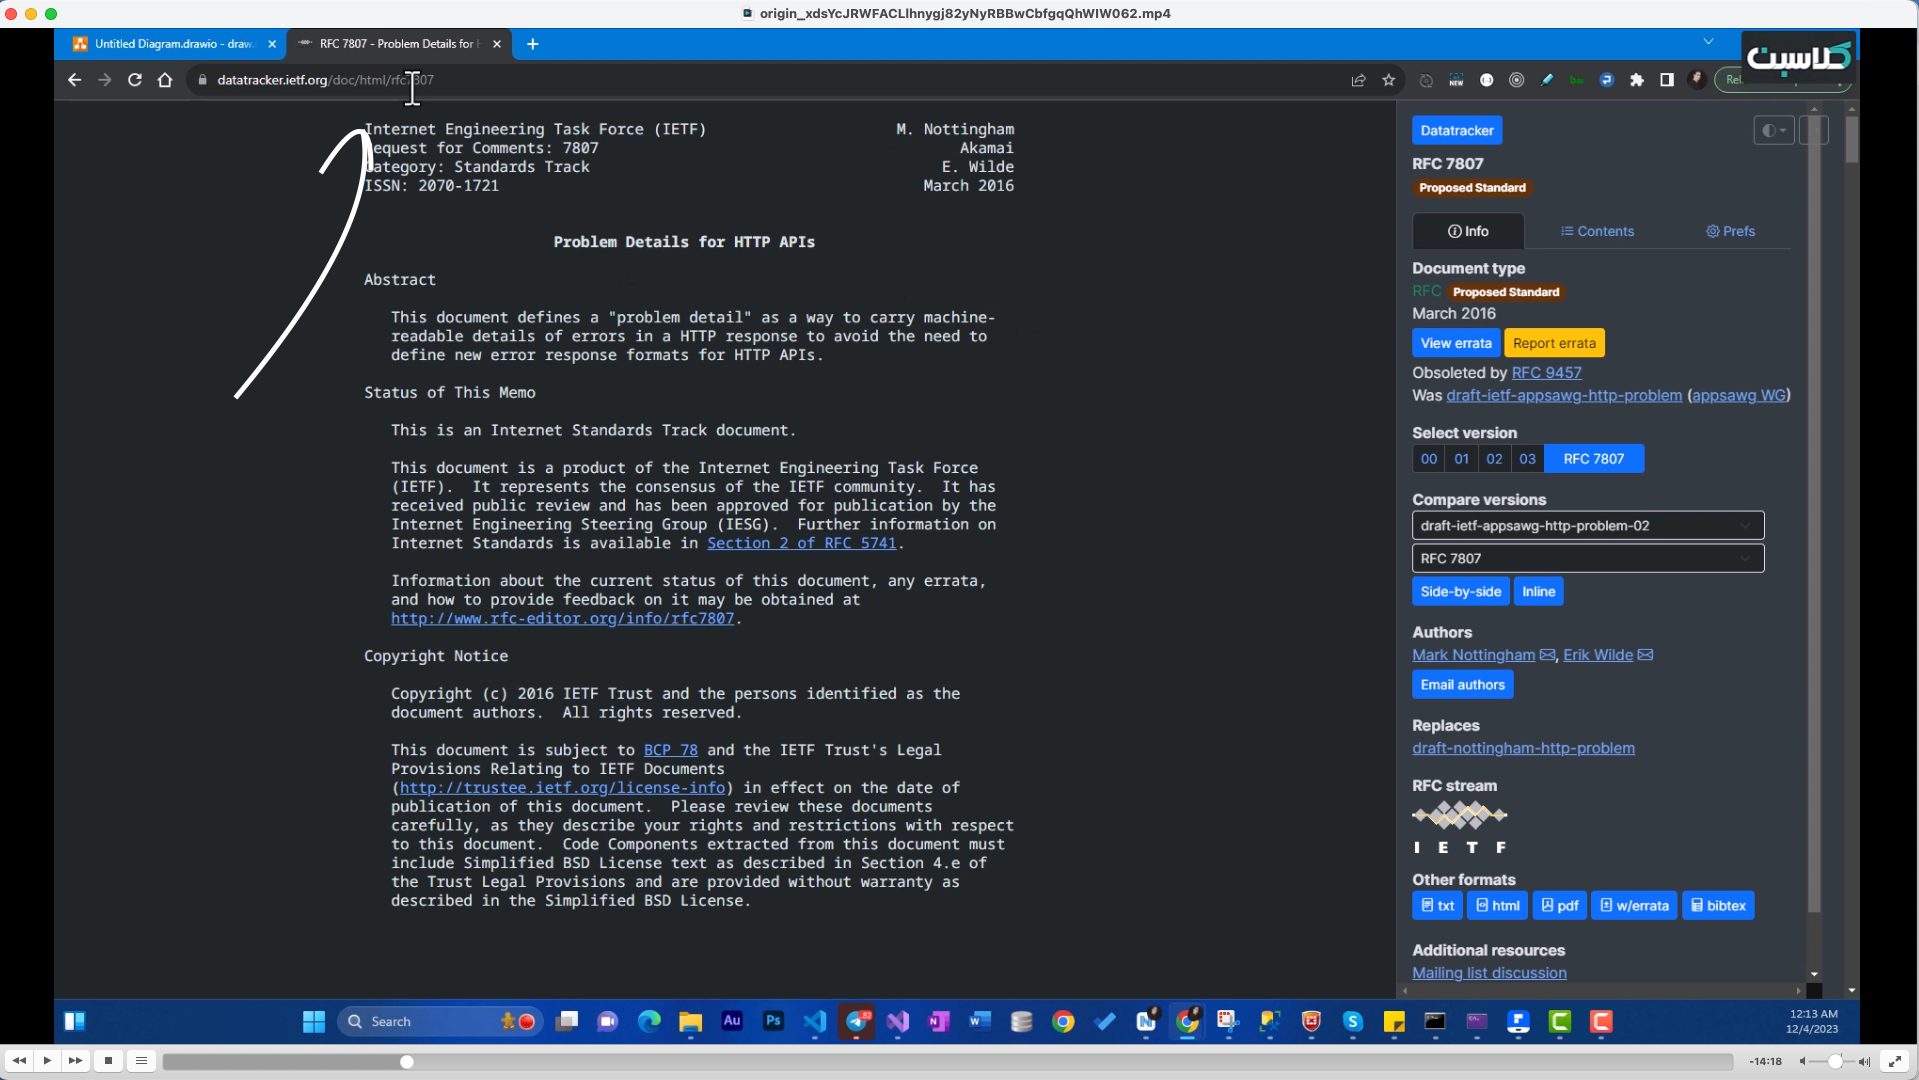 origin_xdsYcJRWFACLlhnygj82yNyRBBwCbfgqQhWIW062.mp4
Untitled Diagram.drawio - draw.
RFC 7807 - Problem Details for H
کلاسبت
datatracker.ietf.org/doc/html/rfc7807
NEW
Internet Engineering Task Force (IETF) M. Nottingham
Request for Comments: 7807 Akamai
Category: Standards Track E. Wilde
ISSN: 2070-1721 March 2016
Problem Details for HTTP APIs
Abstract
This document defines a "problem detail" as a way to carry machine-
readable details of errors in a HTTP response to avoid the need to
define new error response formats for HTTP APIs.
Status of This Memo
This is an Internet Standards Track document.
This document is a product of the Internet Engineering Task Force
(IETF). It represents the consensus of the IETF community. It has
received public review and has been approved for publication by the
Internet Engineering Steering Group (IESG). Further information on
Internet Standards is available in Section 2 of RFC 5741.
Information about the current status of this document, any errata,
and how to provide feedback on it may be obtained at
http://www.rfc-editor.org/info/rfc7807.
Copyright Notice
Copyright (c) 2016 IETF Trust and the persons identified as the
document authors. All rights reserved.
This document is subject to BCP 78 and the IETF Trust's Legal
Provisions Relating to IETF Documents
(http://trustee.ietf.org/license-info) in effect on the date of
publication of this document. Please review these documents
carefully, as they describe your rights and restrictions with respect
to this document. Code Components extracted from this document must
include Simplified BSD License text as described in Section 4.e of
the Trust Legal Provisions and are provided without warranty as
described in the Simplified BSD License.
Datatracker
RFC 7807
Proposed Standard
Info
Contents
Prefs
Document type
RFC Proposed Standard
March 2016
View errata Report errata
Obsoleted by RFC 9457
Was draft-ietf-appsawg-http-problem (appsawg WG)
Select version
00 01 02 03 RFC 7807
Compare versions
draft-ietf-appsawg-http-problem-02
RFC 7807
Side-by-side Inline
Authors
Mark Nottingham, Erik Wilde
Email authors
Replaces
draft-nottingham-http-problem
RFC stream
I E T F
Other formats
txt html pdf w/errata bibtex
Additional resources
Mailing list discussion
Search
Au
Ps
82
12:13 AM
12/4/2023
-14:18